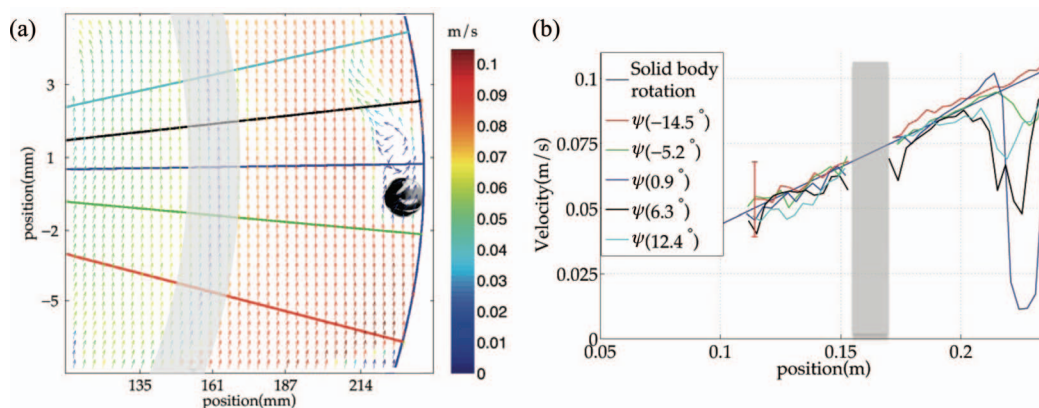 (a)
m/s
0.1
0.09
0.08
0.07
0.06
0.05
0.04
0.03
0.02
0.01
0
position(mm)
3
1
−2
−5
135
161
187
214
position(mm)
(b)
Velocity(m/s)
0.1
0.075
0.05
0.025
0
Solid body
rotation
ψ(−14.5°)
ψ(−5.2°)
ψ(0.9°)
ψ(6.3°)
ψ(12.4°)
0.05
0.1
0.15
0.2
position(m)